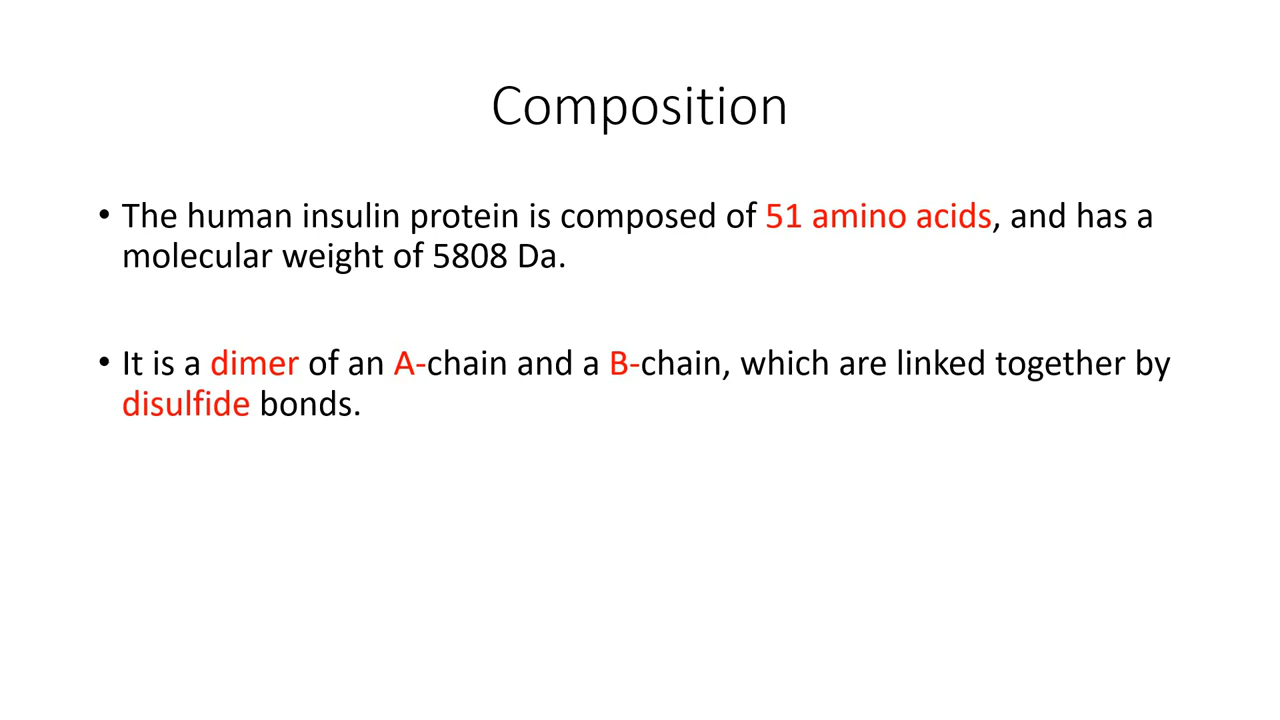 Composition
• The human insulin protein is composed of 51 amino acids, and has a
molecular weight of 5808 Da.
• It is a dimer of an A-chain and a B-chain, which are linked together by
disulfide bonds.